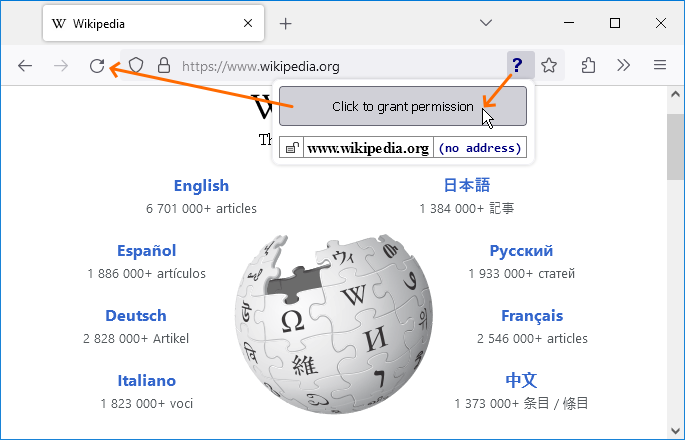 W Wikipedia
https://www.wikipedia.org
?
Click to grant permission
www.wikipedia.org (no address)
W
Th
English
6 701 000+ articles
日本語
1 384 000+ 記事
Español
1 886 000+ artículos
Русский
1 933 000+ статей
Deutsch
2 828 000+ Artikel
Français
2 546 000+ articles
Italiano
1 823 000+ voci
中文
1 373 000+ 条目 / 條目
ウィ
W
Ω
И
維